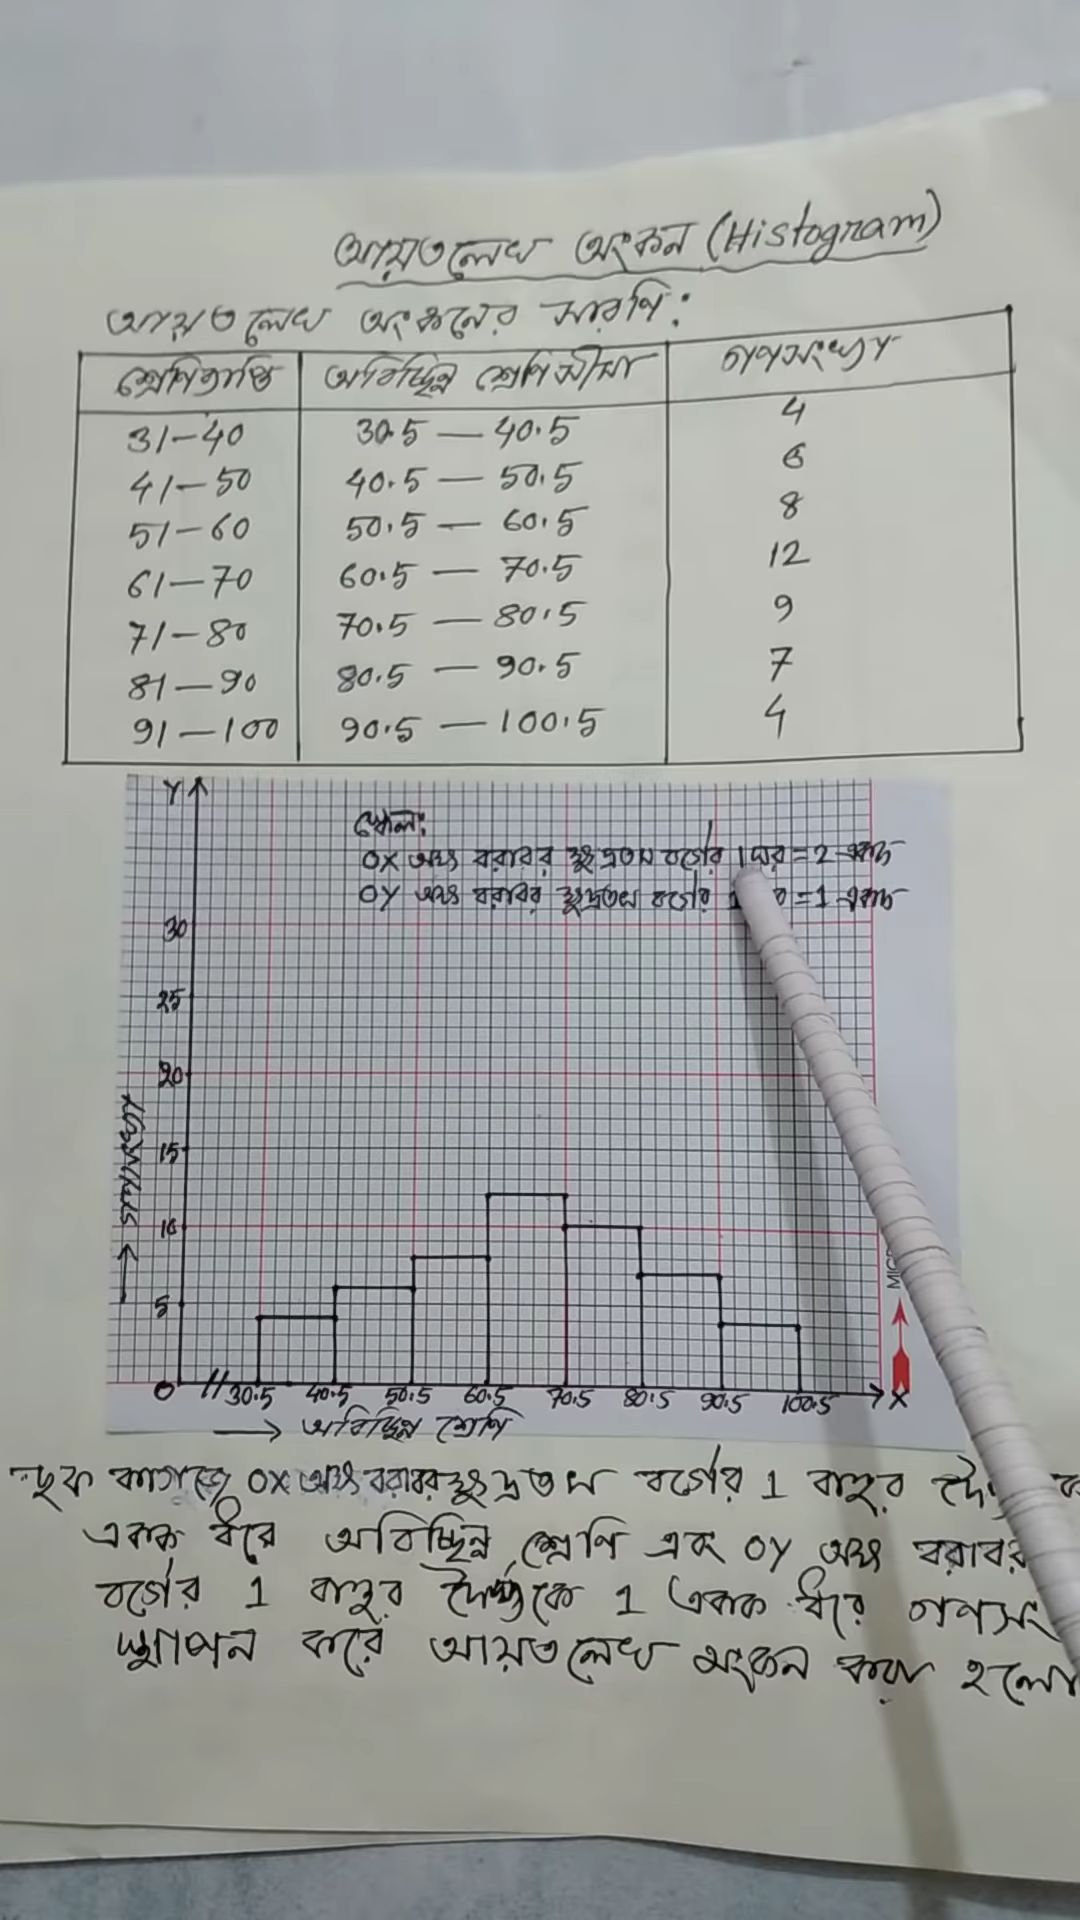 আয়তলেখ অংকন (Histogram)
আয়তলেখ অংকনের সারণি:
শ্রেণিব্যাপ্তি অবিচ্ছিন্ন শ্রেণিসীমা গণসংখ্যা
31-40 30.5 — 40.5 4
41-50 40.5 — 50.5 6
51-60 50.5 — 60.5 8
61-70 60.5 — 70.5 12
71-80 70.5 — 80.5 9
81-90 80.5 — 90.5 7
91-100 90.5 — 100.5 4
Y
স্কেল:
OX অক্ষ বরাবর ক্ষুদ্রতম বর্গের 1 ঘর = 2 একক
OY অক্ষ বরাবর ক্ষুদ্রতম বর্গের = 1 একক
30
25
20
15
10
5
গণসংখ্যা
0 30.5 40.5 50.5 60.5 70.5 80.5 90.5 100.5 X
অবিচ্ছিন্ন শ্রেণি
ছক কাগজে OX অক্ষ বরাবর ক্ষুদ্রতম বর্গের 1 বাহুর
একক ধরে অবিচ্ছিন্ন শ্রেণি এবং OY অক্ষ বরাবর
বর্গের 1 বাহুর দৈর্ঘ্যকে 1 একক ধরে
স্থাপন করে আয়তলেখ অংকন করা হলো